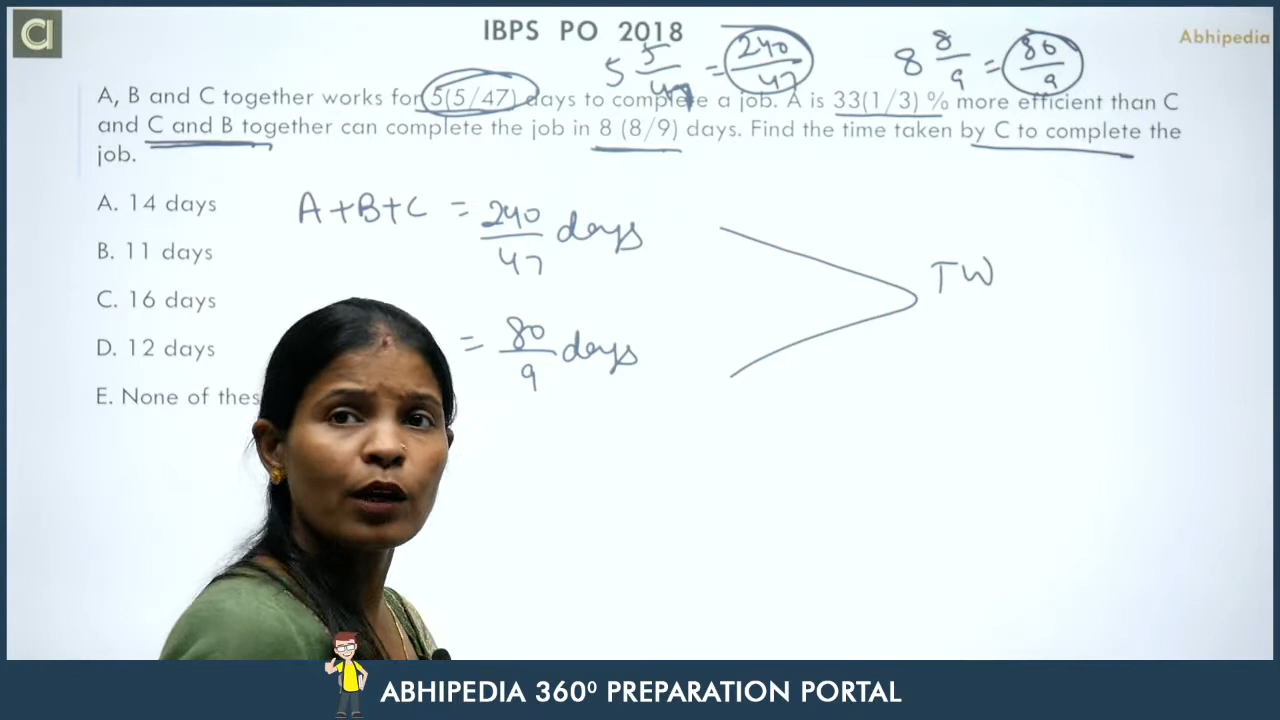 IBPS PO 2018
Abhipedia
5 5/47 = 240/47
8 8/9 = 80/9
A, B and C together works for 5(5/47) days to complete a job. A is 33(1/3) % more efficient than C
and C and B together can complete the job in 8 (8/9) days. Find the time taken by C to complete the
job.
A. 14 days
B. 11 days
C. 16 days
D. 12 days
E. None of thes
A+B+C = 240/47 days
= 80/9 days
TW
ABHIPEDIA 360⁰ PREPARATION PORTAL